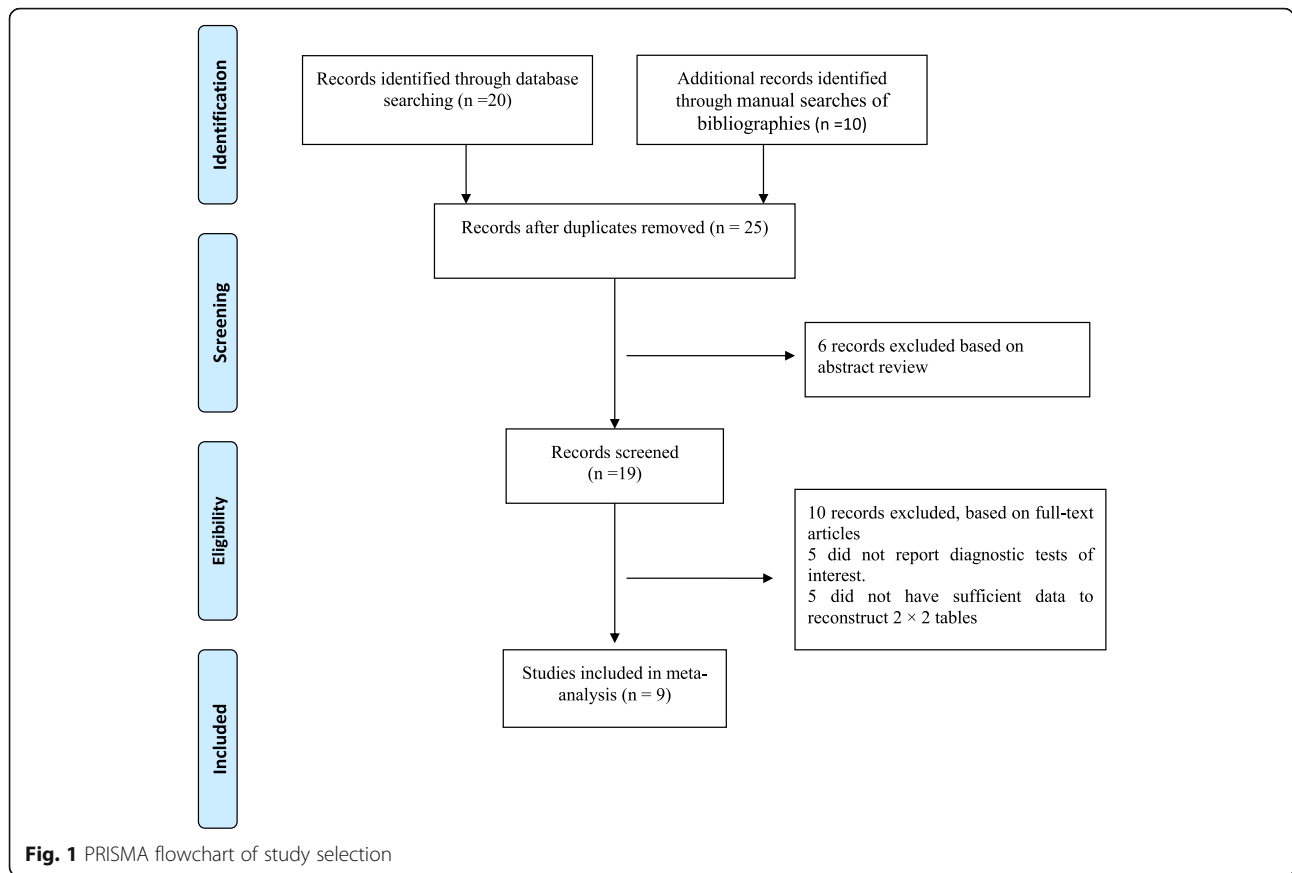 Identification
Records identified through database
searching (n =20)
Additional records identified
through manual searches of
bibliographies (n =10)
Records after duplicates removed (n = 25)
Screening
6 records excluded based on
abstract review
Records screened
(n =19)
Eligibility
10 records excluded, based on full-text
articles
5 did not report diagnostic tests of
interest.
5 did not have sufficient data to
reconstruct 2 × 2 tables
Studies included in meta-
analysis (n = 9)
Included
Fig. 1 PRISMA flowchart of study selection